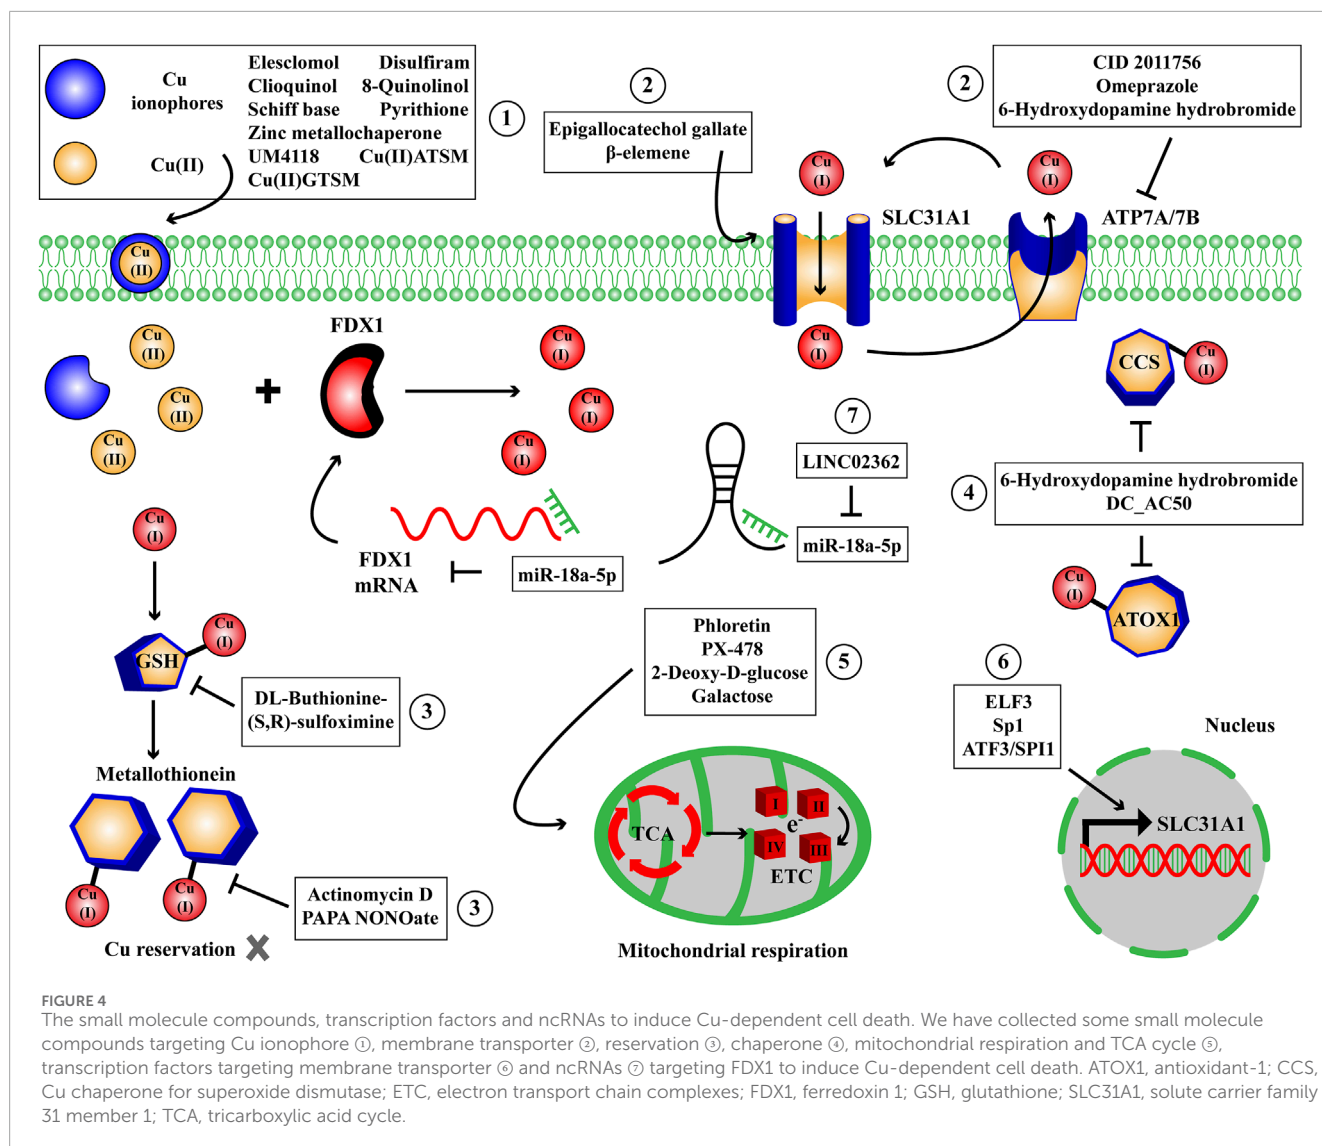 Cu
ionophores
Cu(II)
Elesclomol Disulfiram
Clioquinol 8-Quinolinol
Schiff base Pyrithione
Zinc metallochaperone
UM4118 Cu(II)ATSM
Cu(II)GTSM
1
2
Epigallocatechol gallate
β-elemene
2
CID 2011756
Omeprazole
6-Hydroxydopamine hydrobromide
Cu
(I)
SLC31A1
Cu
(I)
ATP7A/7B
Cu
(II)
Cu
(II)
Cu
(II)
Cu
(II)
+
FDX1
Cu
(I)
Cu
(I)
Cu
(I)
Cu
(I)
CCS
Cu
(I)
7
LINC02362
miR-18a-5p
FDX1
mRNA
miR-18a-5p
4
6-Hydroxydopamine hydrobromide
DC_AC50
Cu
(I)
ATOX1
Cu
(I)
GSH
Cu
(I)
DL-Buthionine-
(S,R)-sulfoximine
3
Metallothionein
Cu
(I)
Cu
(I)
Actinomycin D
PAPA NONOate
3
Cu reservation
Phloretin
PX-478
2-Deoxy-D-glucose
Galactose
5
TCA
I
II
e-
IV
III
ETC
Mitochondrial respiration
6
ELF3
Sp1
ATF3/SPI1
Nucleus
SLC31A1
FIGURE 4
The small molecule compounds, transcription factors and ncRNAs to induce Cu-dependent cell death. We have collected some small molecule
compounds targeting Cu ionophore ①, membrane transporter ②, reservation ③, chaperone ④, mitochondrial respiration and TCA cycle ⑤,
transcription factors targeting membrane transporter ⑥ and ncRNAs ⑦ targeting FDX1 to induce Cu-dependent cell death. ATOX1, antioxidant-1; CCS,
Cu chaperone for superoxide dismutase; ETC, electron transport chain complexes; FDX1, ferredoxin 1; GSH, glutathione; SLC31A1, solute carrier family
31 member 1; TCA, tricarboxylic acid cycle.